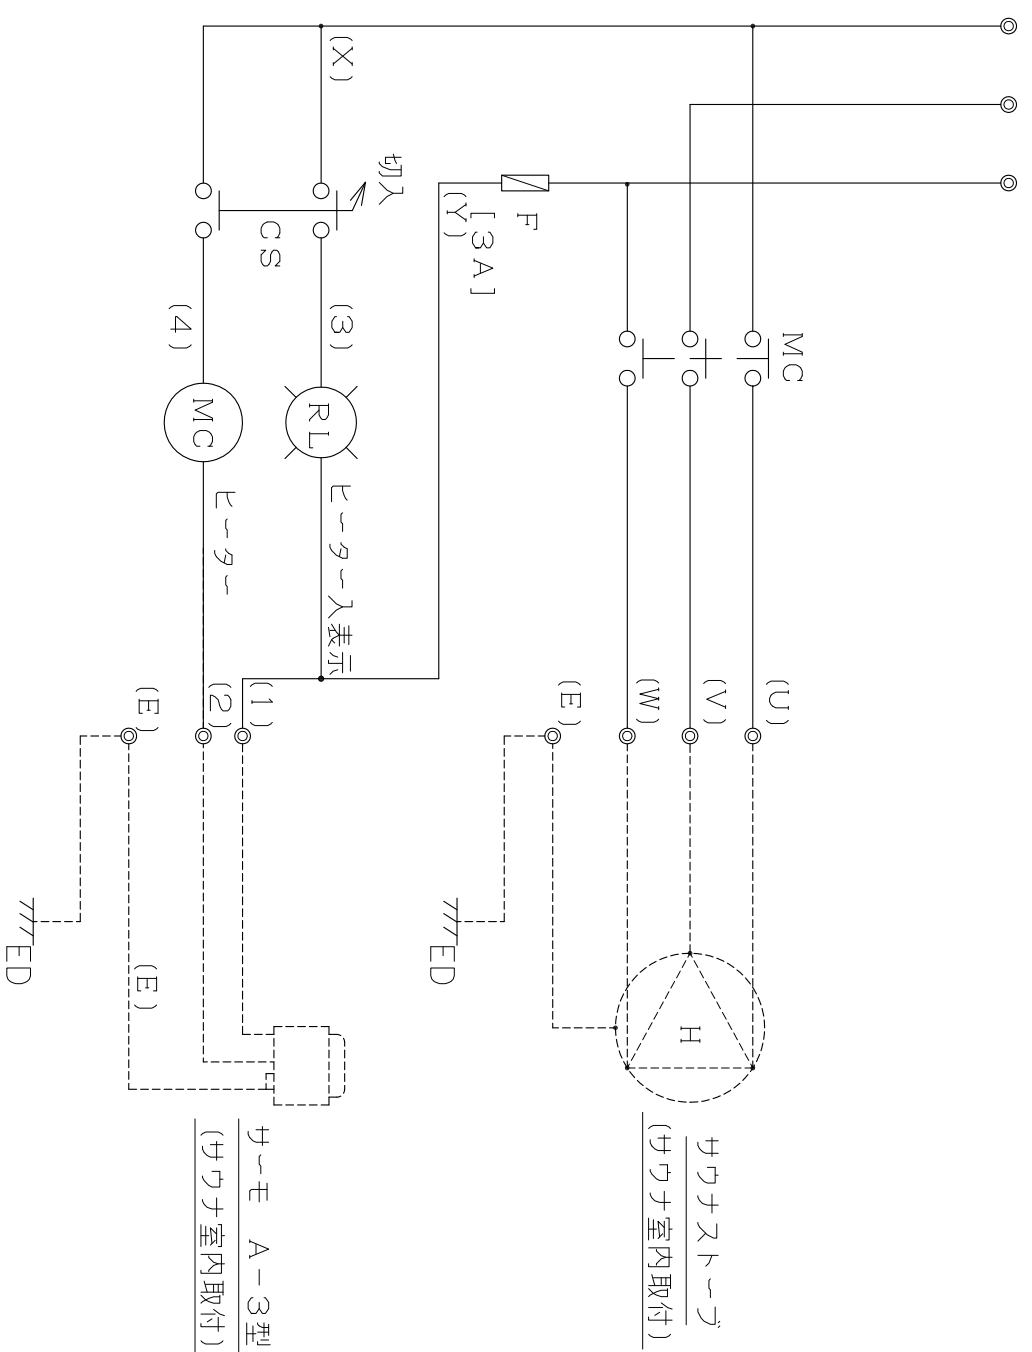 MC
(U)
(V)
(W)
(E)
ED
H
サウナストーブ
(サウナ室内取付)
F
[3A]
(Y)
切入
(X)
CS
(3)
RL
ヒーター入表示
(4)
MC
ヒーター
(1)
(2)
(E)
ED
(E)
サーモ A-3型
(サウナ室内取付)